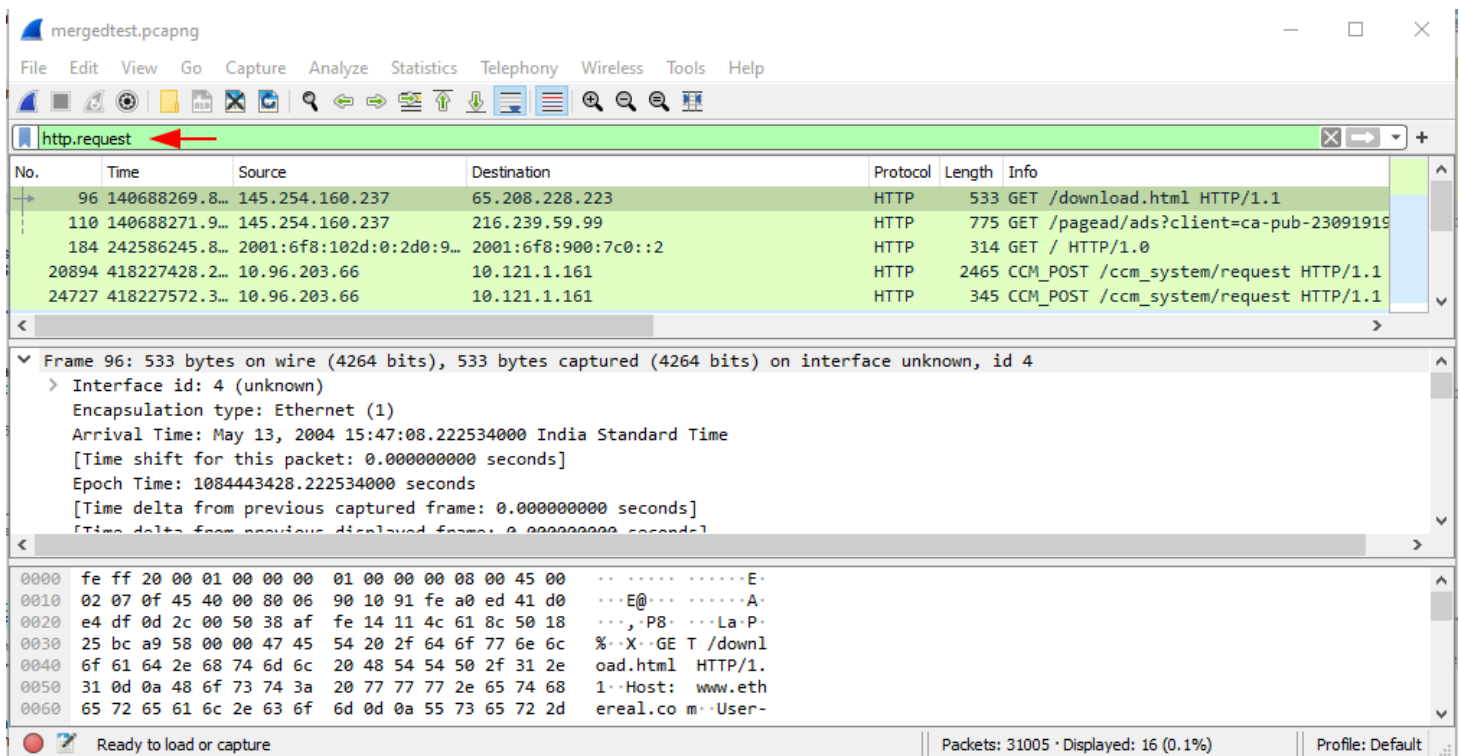 mergedtest.pcapng
File Edit View Go Capture Analyze Statistics Telephony Wireless Tools Help
http.request
No. Time Source Destination Protocol Length Info
96 140688269.8… 145.254.160.237 65.208.228.223 HTTP 533 GET /download.html HTTP/1.1
110 140688271.9… 145.254.160.237 216.239.59.99 HTTP 775 GET /pagead/ads?client=ca-pub-23091919
184 242586245.8… 2001:6f8:102d:0:2d0:9… 2001:6f8:900:7c0::2 HTTP 314 GET / HTTP/1.0
20894 418227428.2… 10.96.203.66 10.121.1.161 HTTP 2465 CCM_POST /ccm_system/request HTTP/1.1
24727 418227572.3… 10.96.203.66 10.121.1.161 HTTP 345 CCM_POST /ccm_system/request HTTP/1.1
Frame 96: 533 bytes on wire (4264 bits), 533 bytes captured (4264 bits) on interface unknown, id 4
Interface id: 4 (unknown)
Encapsulation type: Ethernet (1)
Arrival Time: May 13, 2004 15:47:08.222534000 India Standard Time
[Time shift for this packet: 0.000000000 seconds]
Epoch Time: 1084443428.222534000 seconds
[Time delta from previous captured frame: 0.000000000 seconds]
[Time delta from previous displayed frame: 0.000000000 seconds]
0000 fe ff 20 00 01 00 00 00 01 00 00 00 08 00 45 00 ·· ····· ······E·
0010 02 07 0f 45 40 00 80 06 90 10 91 fe a0 ed 41 d0 ···E@··· ······A·
0020 e4 df 0d 2c 00 50 38 af fe 14 11 4c 61 8c 50 18 ···,·P8· ···La·P·
0030 25 bc a9 58 00 00 47 45 54 20 2f 64 6f 77 6e 6c %··X··GE T /downl
0040 6f 61 64 2e 68 74 6d 6c 20 48 54 54 50 2f 31 2e oad.html HTTP/1.
0050 31 0d 0a 48 6f 73 74 3a 20 77 77 77 2e 65 74 68 1··Host: www.eth
0060 65 72 65 61 6c 2e 63 6f 6d 0d 0a 55 73 65 72 2d ereal.co m··User-
Ready to load or capture Packets: 31005 · Displayed: 16 (0.1%) Profile: Default